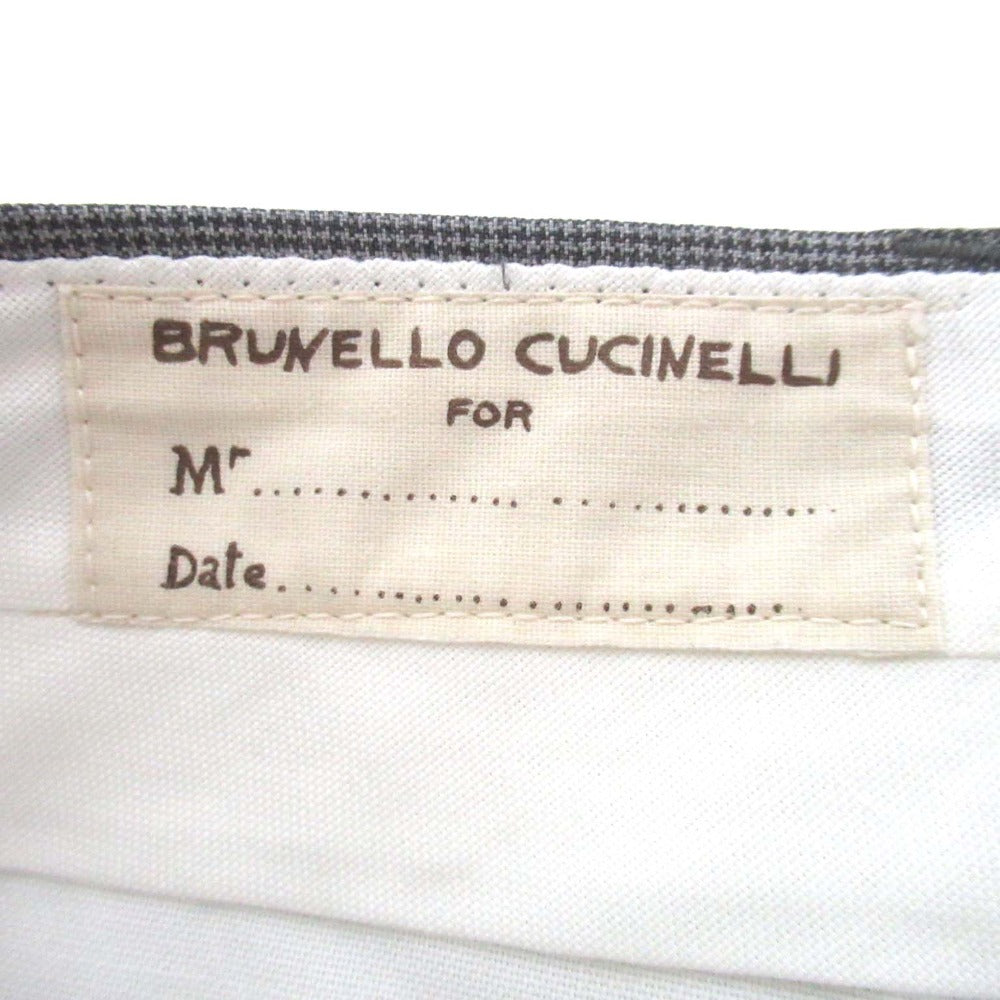 BRUNELLO CUCINELLI
FOR
Mr.......................
Date.......................